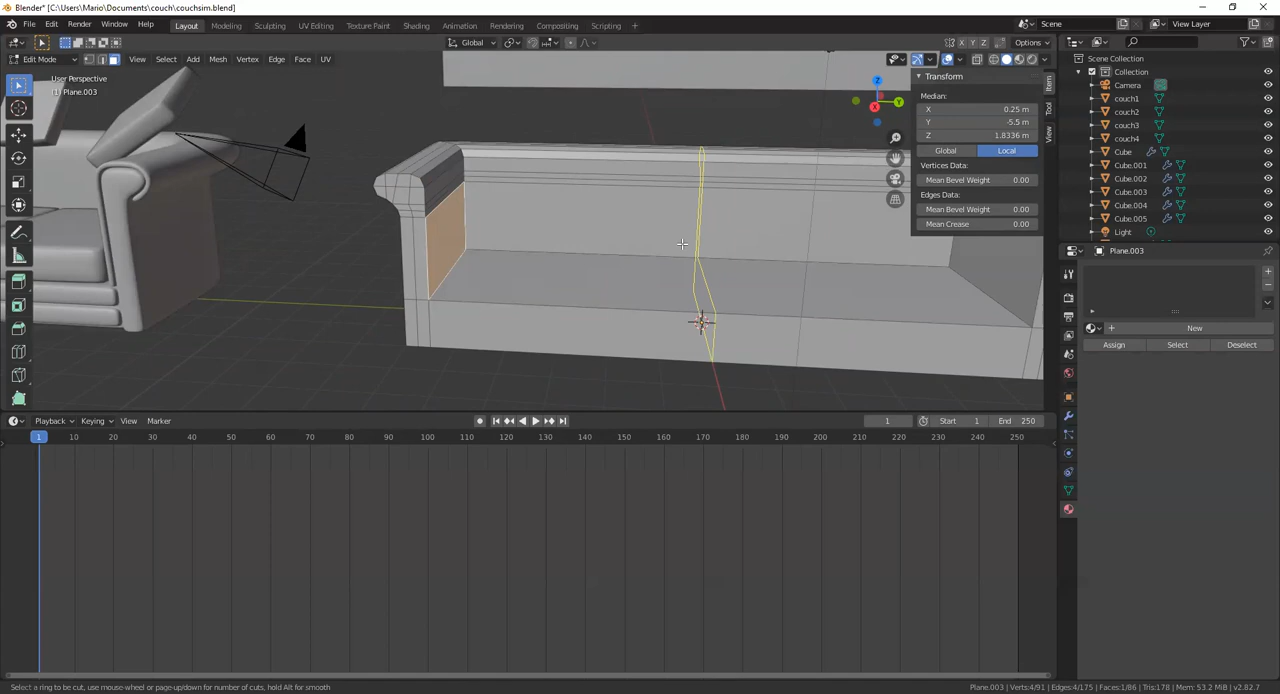 Blender* [C:\Users\Mario\Documents\couch\couchsim.blend]
File Edit Render Window Help Layout Modeling Sculpting UV Editing Texture Paint Shading Animation Rendering Compositing Scripting + Scene View Layer
Global X Y Z Options
Edit Mode View Select Add Mesh Vertex Edge Face UV
User Perspective
(1) Plane.003
Z
Y
X
Transform
Median:
X 0.25 m
Y -5.5 m
Z 1.8336 m
Global Local
Vertices Data:
Mean Bevel Weight 0.00
Edges Data:
Mean Bevel Weight 0.00
Mean Crease 0.00
Item
Tool
View
Scene Collection
Collection
Camera
couch1
couch2
couch3
couch4
Cube
Cube.001
Cube.002
Cube.003
Cube.004
Cube.005
Light
Plane.003
+
New
Assign Select Deselect
Playback Keying View Marker 1 Start 1 End 250
1 10 20 30 40 50 60 70 80 90 100 110 120 130 140 150 160 170 180 190 200 210 220 230 240 250
Select a ring to be cut, use mouse-wheel or page-up/down for number of cuts, hold Alt for smooth
Plane.003 | Verts:4/91 | Edges:4/175 | Faces:1/86 | Tris:178 | Mem: 53.2 MiB | v2.82.7